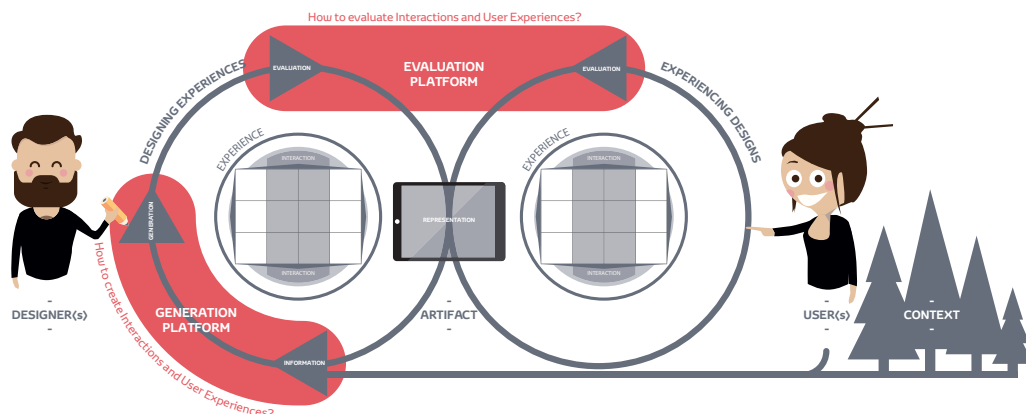 How to evaluate Interactions and User Experiences?
EVALUATION
EVALUATION
PLATFORM
EVALUATION
DESIGNING EXPERIENCES
EXPERIENCING DESIGNS
EXPERIENCE
INTERACTION
INTERACTION
EXPERIENCE
INTERACTION
INTERACTION
REPRESENTATION
GENERATION
How to create Interactions and User Experiences?
GENERATION
PLATFORM
INFORMATION
-
DESIGNER(s)
-
-
ARTIFACT
-
-
USER(s)
-
-
CONTEXT
-